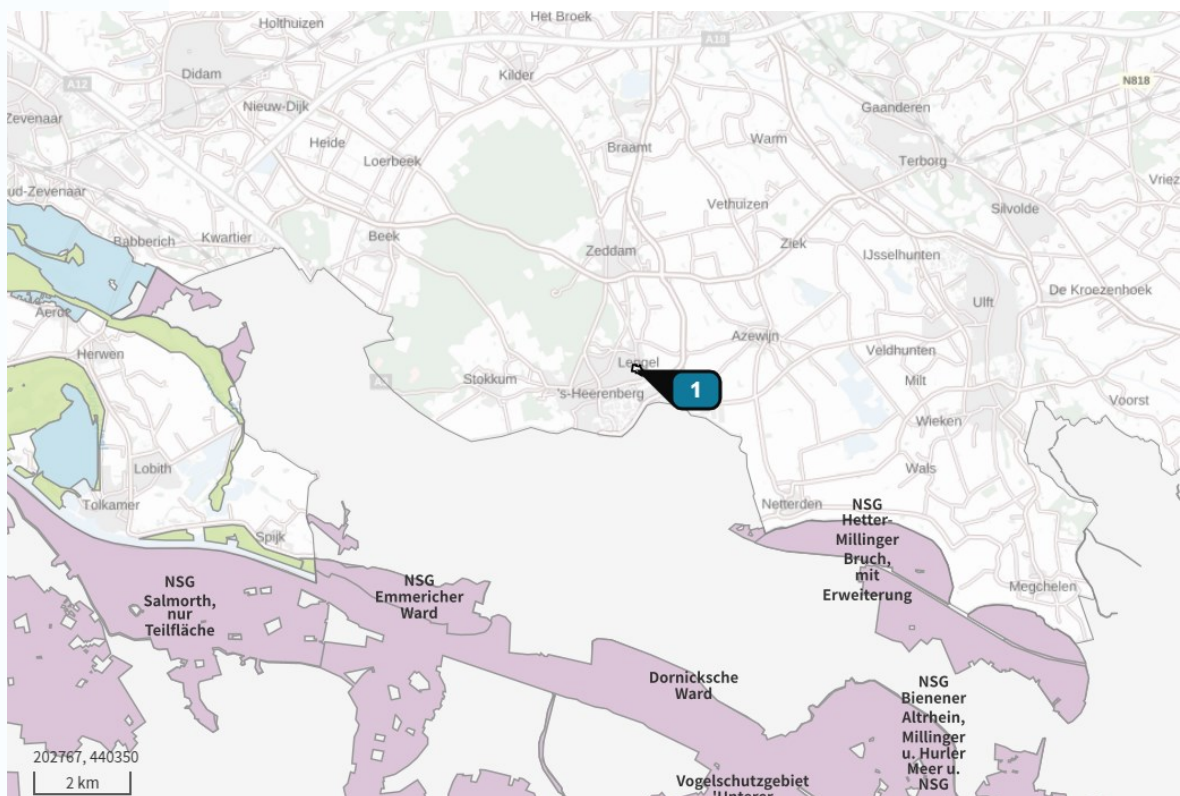 Het Broek
Holthuizen
A18
Kilder
Didam
A12
N818
Nieuw-Dijk
Gaanderen
Zevenaar
Heide
Warm
Braamt
Loerbeek
Terborg
ud-Zevenaar
Vriez
Vethuizen
Silvolde
Babberich
Kwartier
Beek
Zeddam
Ziek
IJsselhunten
De Kroezenhoek
Ulft
Aerdt
Azewijn
Herwen
Lengel
Veldhunten
Stokkum
Milt
1
's-Heerenberg
Voorst
Wieken
Lobith
Wals
Tolkamer
Netterden
NSG
Hetter-
Millinger
Bruch,
mit
Erweiterung
Spijk
Megchelen
NSG
Salmorth,
nur
Teilfläche
NSG
Emmericher
Ward
Dornicksche
Ward
NSG
Bienener
Altrhein,
Millinger
u. Hurler
Meer u.
NSG
202767, 440350
2 km
Vogelschutzgebiet
'Unterer